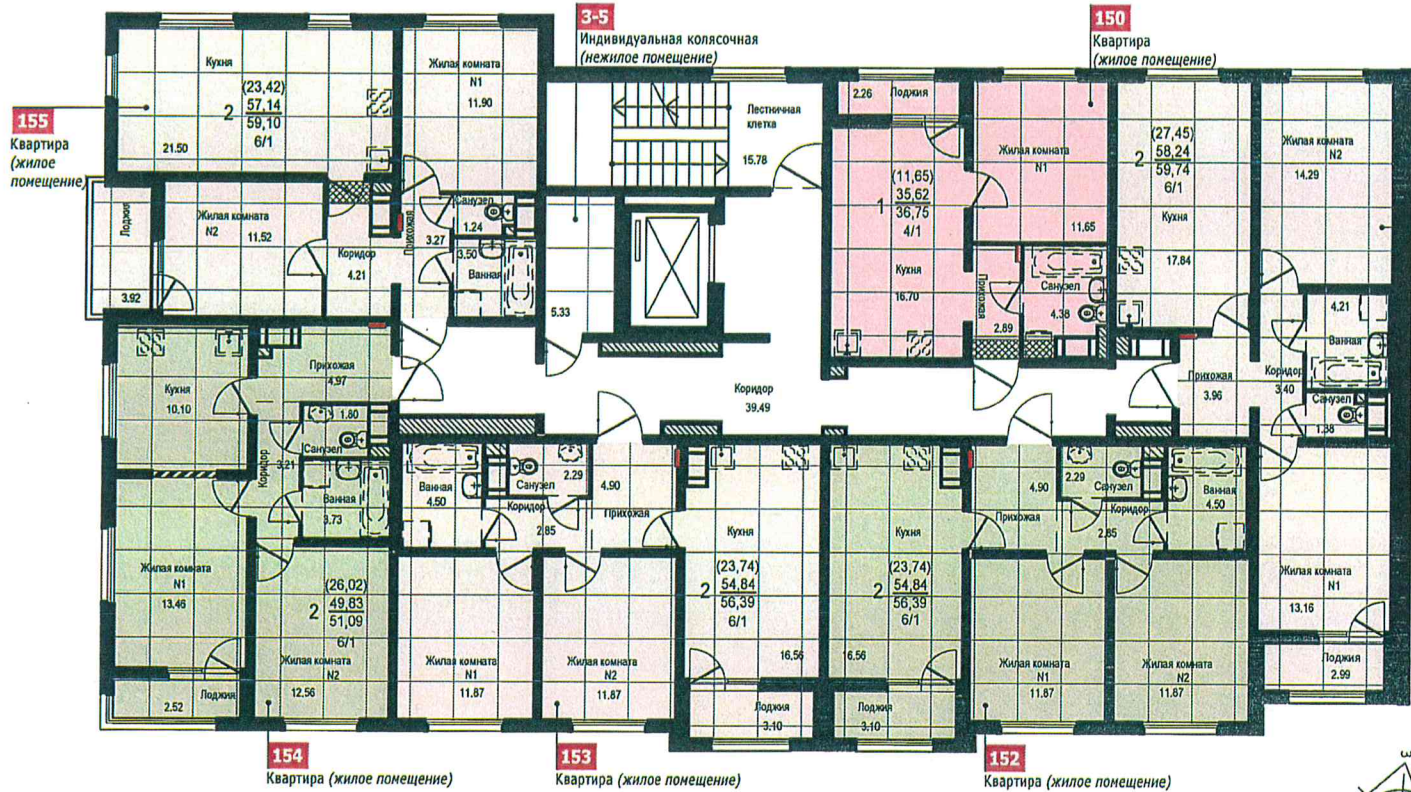 155
Квартира
(жилое
помещение)
Кухня
(23,42)
2
57,14
59,10
6/1
21.50
Жилая комната
N1
11.90
Жилая комната
N2
11.52
Лоджия
3.92
Коридор
4.21
Прихожая
3.27
Санузел
1.24
3.50
Ванная
3-5
Индивидуальная колясочная
(нежилое помещение)
5.33
Лестничная
клетка
15.78
Коридор
39.49
150
Квартира
(жилое помещение)
2.26
Лоджия
(11,65)
1
35,62
36,75
4/1
Кухня
16.70
Жилая комната
N1
11.65
Прихожая
2.89
Санузел
4.38
(27,45)
2
58,24
59,74
6/1
Кухня
17.84
Жилая комната
N2
14.29
4.21
Ванная
Прихожая
3.96
Коридор
3.40
Санузел
1.38
Жилая комната
N1
13.16
Лоджия
2.99
Кухня
10.10
Прихожая
4.97
1.80
Санузел
Коридор
3.21
Ванная
3.73
Жилая комната
N1
13.46
Лоджия
2.52
(26,02)
2
49,83
51,09
6/1
Жилая комната
N2
12.56
154
Квартира (жилое помещение)
Ванная
4.50
Санузел
2.29
Коридор
2.85
4.90
Прихожая
Жилая комната
N1
11.87
Жилая комната
N2
11.87
Кухня
(23,74)
2
54,84
56,39
6/1
16.56
Лоджия
3.10
153
Квартира (жилое помещение)
Кухня
(23,74)
2
54,84
56,39
6/1
16.56
Лоджия
3.10
4.90
Прихожая
2.29
Санузел
Коридор
2.85
Ванная
4.50
Жилая комната
N1
11.87
Жилая комната
N2
11.87
152
Квартира (жилое помещение)
З